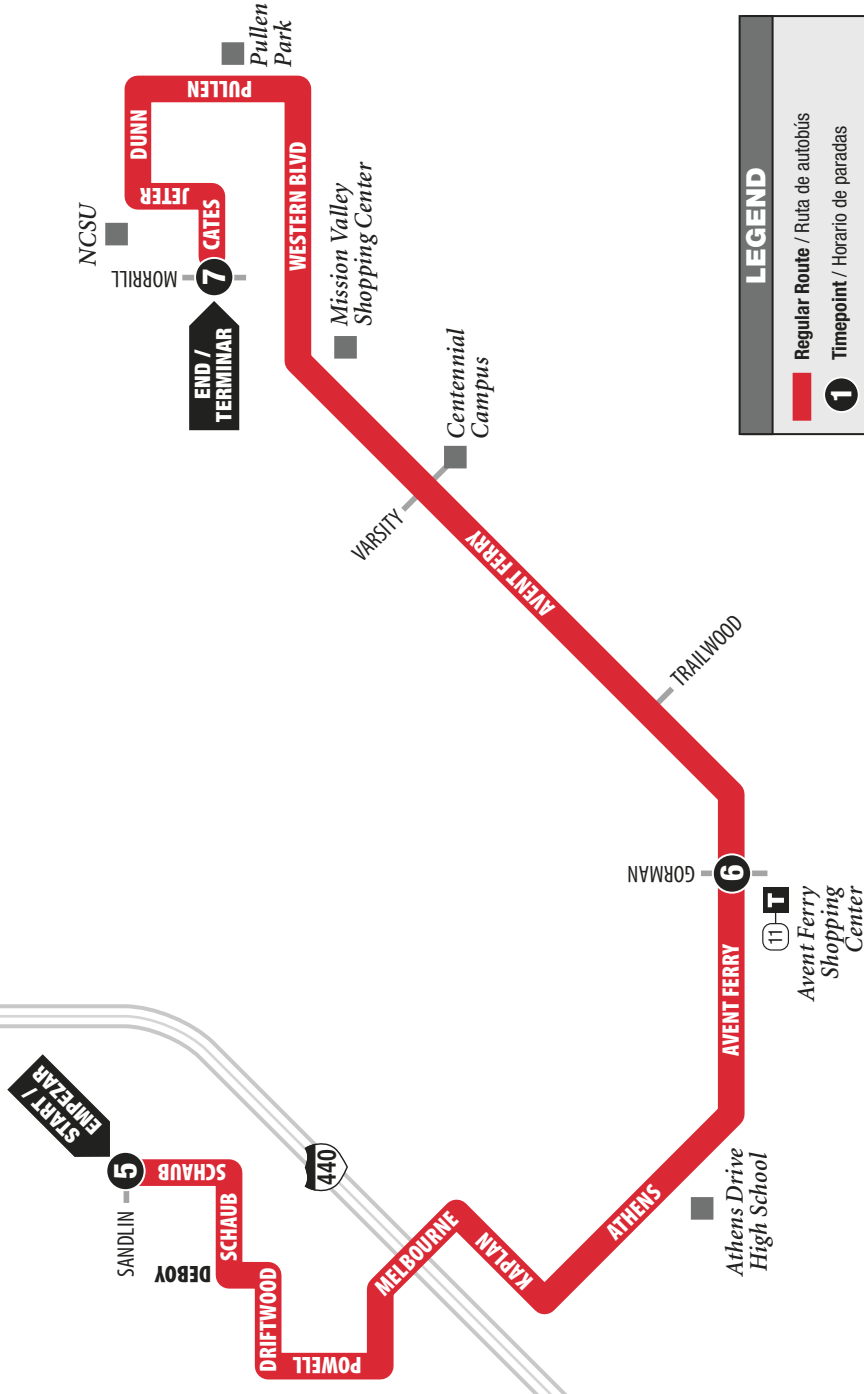 START /
EMPEZAR
5
SANDLIN
SCHAUB
SCHAUB
DEBOY
DRIFTWOOD
POWELL
MELBOURNE
440
KAPLAN
ATHENS
Athens Drive
High School
AVENT FERRY
GORMAN
6
11
T
Avent Ferry
Shopping
Center
TRAILWOOD
AVENT FERRY
VARSITY
Centennial
Campus
Mission Valley
Shopping Center
WESTERN BLVD
PULLEN
Pullen
Park
DUNN
JETER
CATES
NCSU
MORRILL
7
END /
TERMINAR
LEGEND
Regular Route / Ruta de autobús
1
Timepoint / Horario de paradas